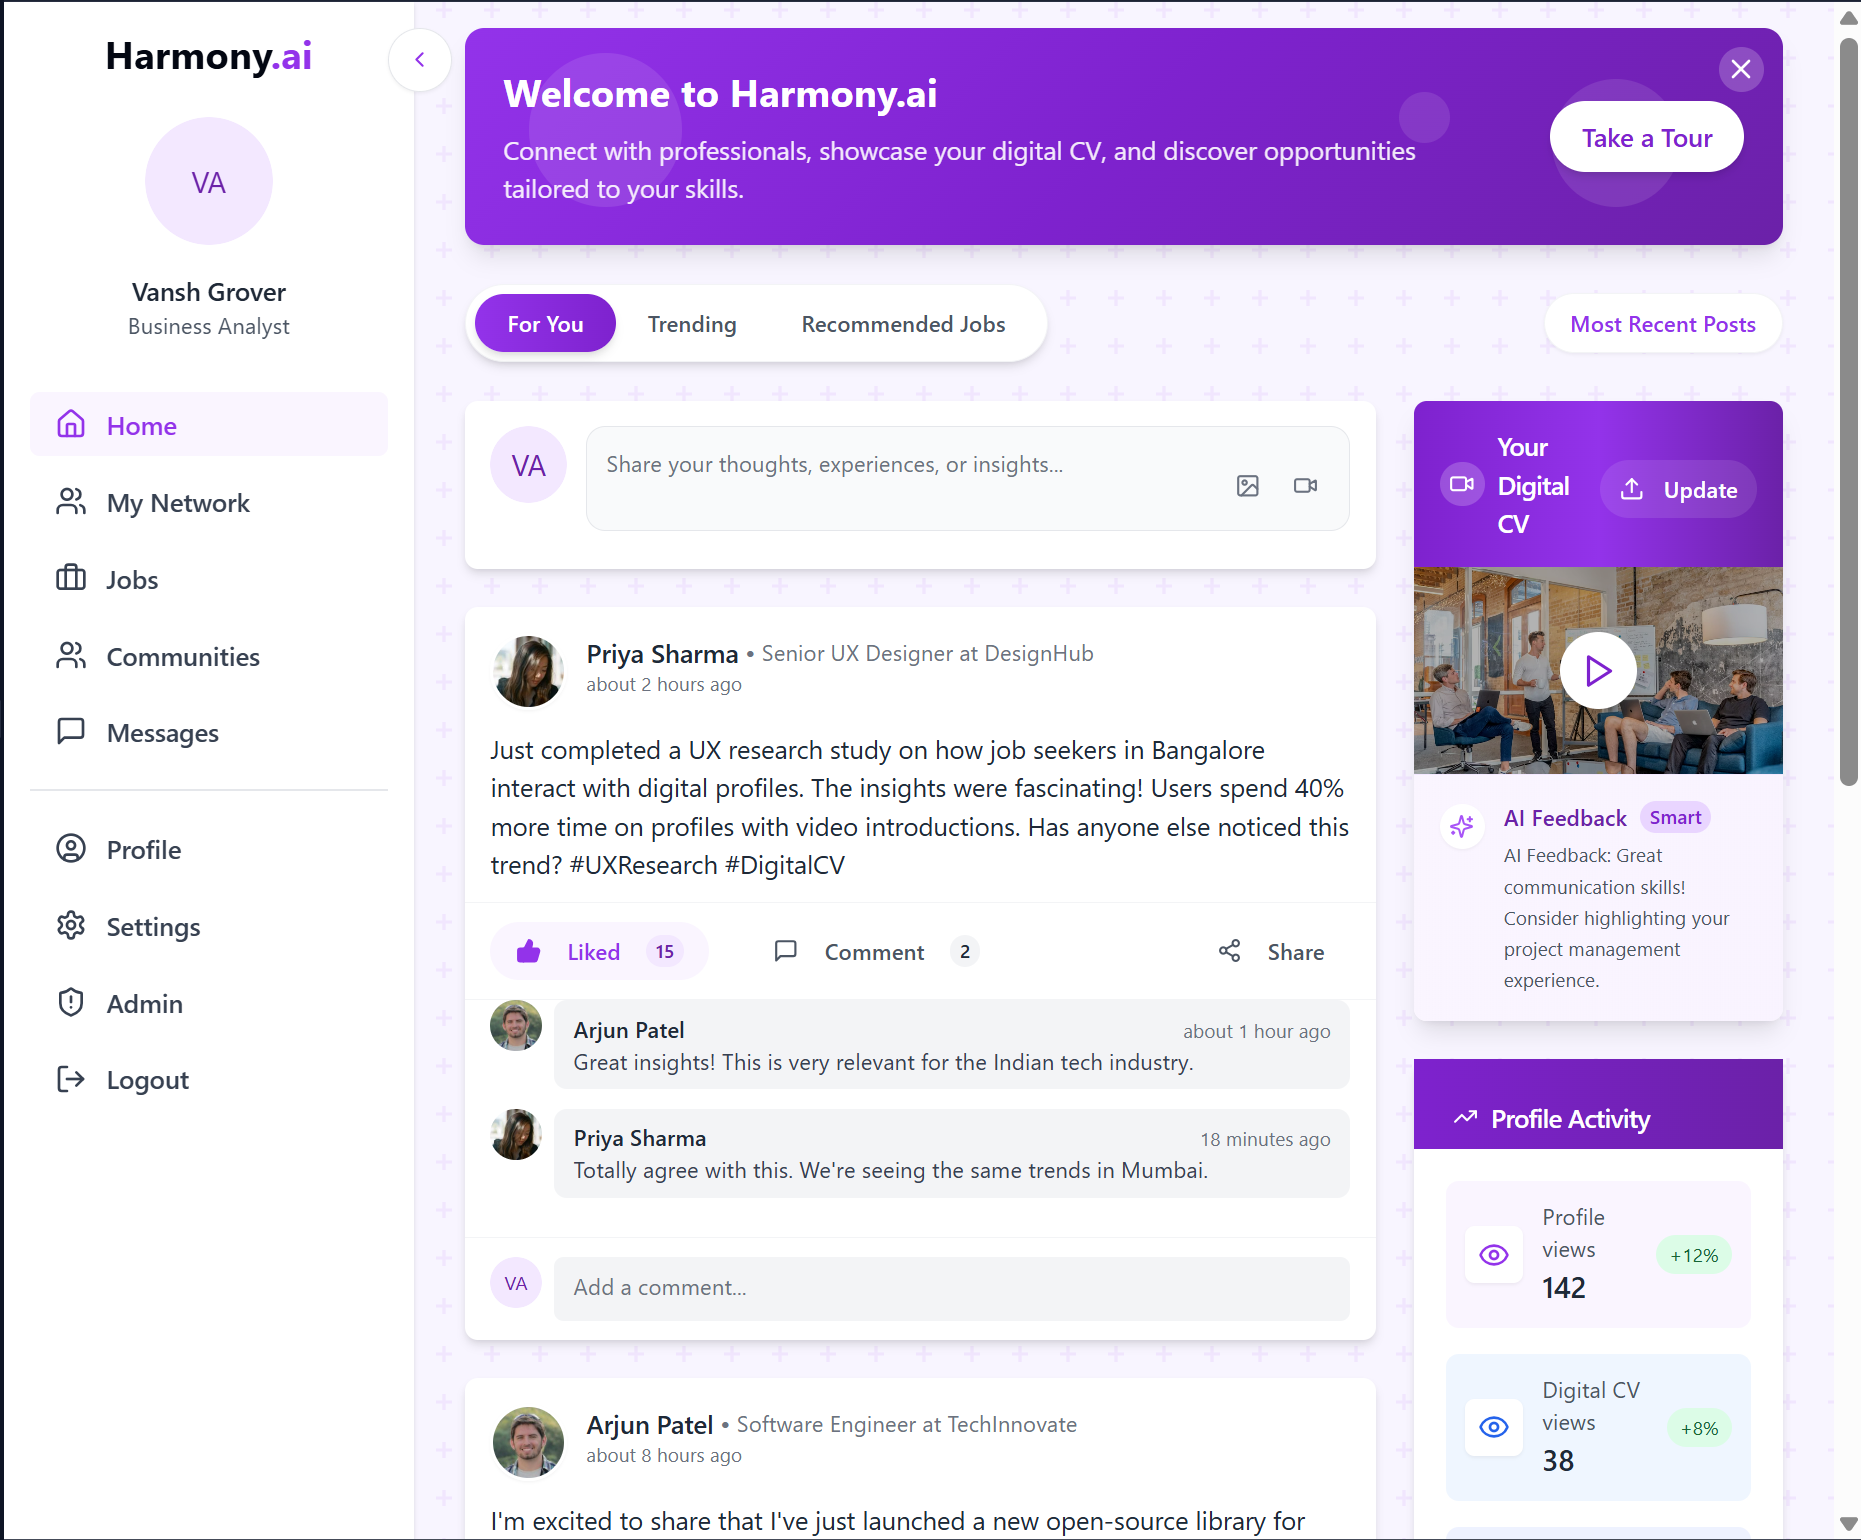 Harmony.ai
VA
Vansh Grover
Business Analyst
Home
My Network
Jobs
Communities
Messages
Profile
Settings
Admin
Logout
Welcome to Harmony.ai
Connect with professionals, showcase your digital CV, and discover opportunities
tailored to your skills.
Take a Tour
For You
Trending
Recommended Jobs
Most Recent Posts
VA
Share your thoughts, experiences, or insights...
Priya Sharma • Senior UX Designer at DesignHub
about 2 hours ago
Just completed a UX research study on how job seekers in Bangalore
interact with digital profiles. The insights were fascinating! Users spend 40%
more time on profiles with video introductions. Has anyone else noticed this
trend? #UXResearch #DigitalCV
Liked 15
Comment 2
Share
Arjun Patel
about 1 hour ago
Great insights! This is very relevant for the Indian tech industry.
Priya Sharma
18 minutes ago
Totally agree with this. We're seeing the same trends in Mumbai.
VA
Add a comment...
Arjun Patel • Software Engineer at TechInnovate
about 8 hours ago
I'm excited to share that I've just launched a new open-source library for
Your
Digital
CV
Update
AI Feedback Smart
AI Feedback: Great
communication skills!
Consider highlighting your
project management
experience.
Profile Activity
Profile
views
142
+12%
Digital CV
views
38
+8%